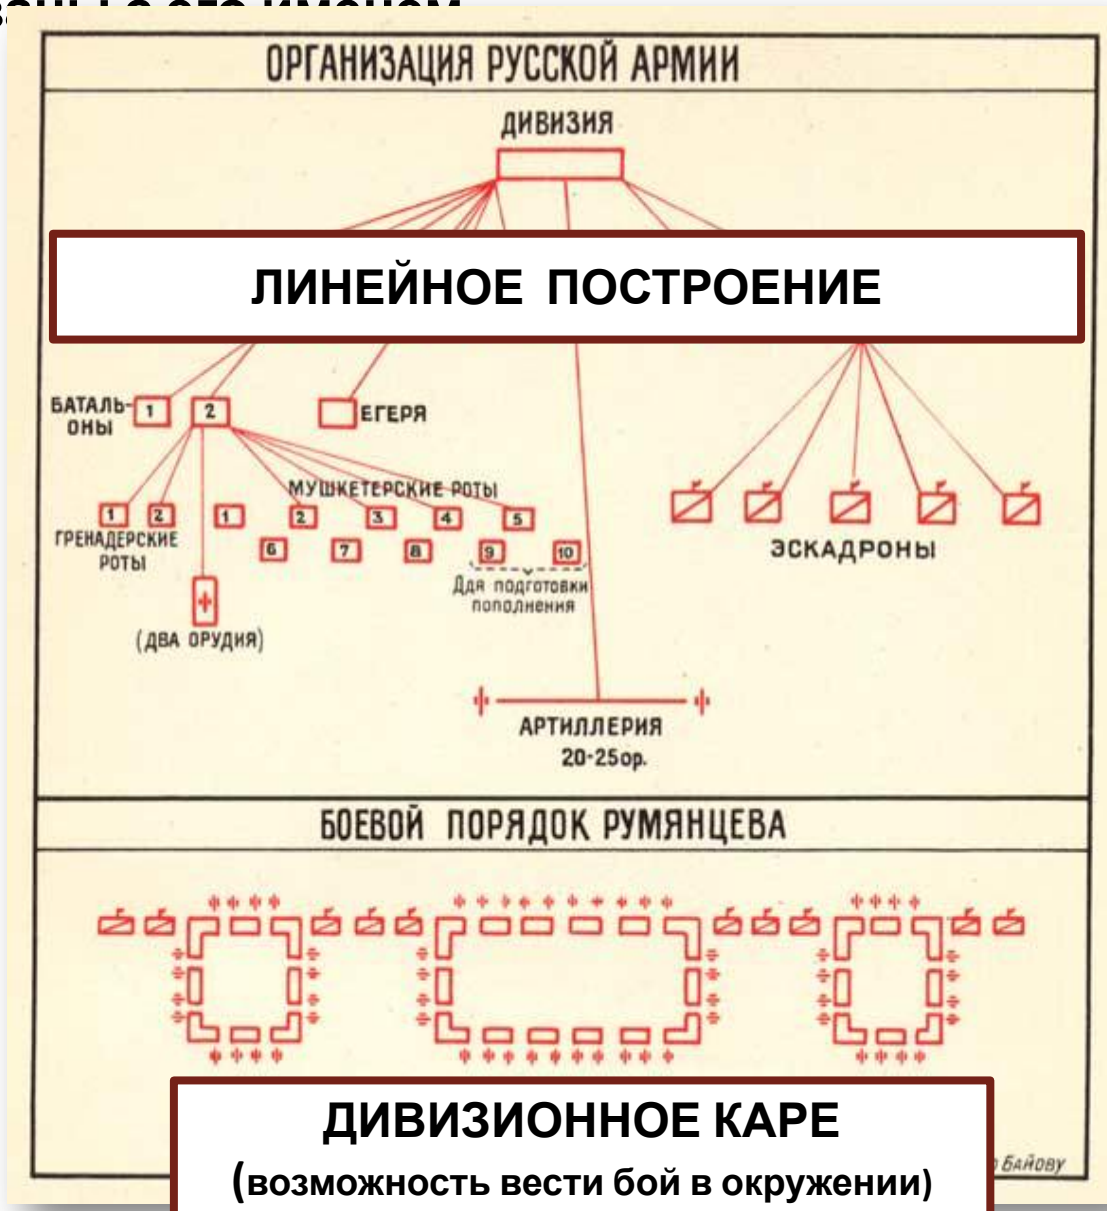 с его именем
ОРГАНИЗАЦИЯ РУССКОЙ АРМИИ
ДИВИЗИЯ
ЛИНЕЙНОЕ ПОСТРОЕНИЕ
БАТАЛЬ-
ОНЫ
1
2
ЕГЕРЯ
МУШКЕТЕРСКИЕ РОТЫ
1
2
1
2
3
4
5
ГРЕНАДЕРСКИЕ
РОТЫ
6
7
8
9
10
Для подготовки
пополнения
ЭСКАДРОНЫ
(ДВА ОРУДИЯ)
АРТИЛЛЕРИЯ
20-25ор.
БОЕВОЙ ПОРЯДОК РУМЯНЦЕВА
ДИВИЗИОННОЕ КАРЕ
(возможность вести бой в окружении)
БАЙОВУ